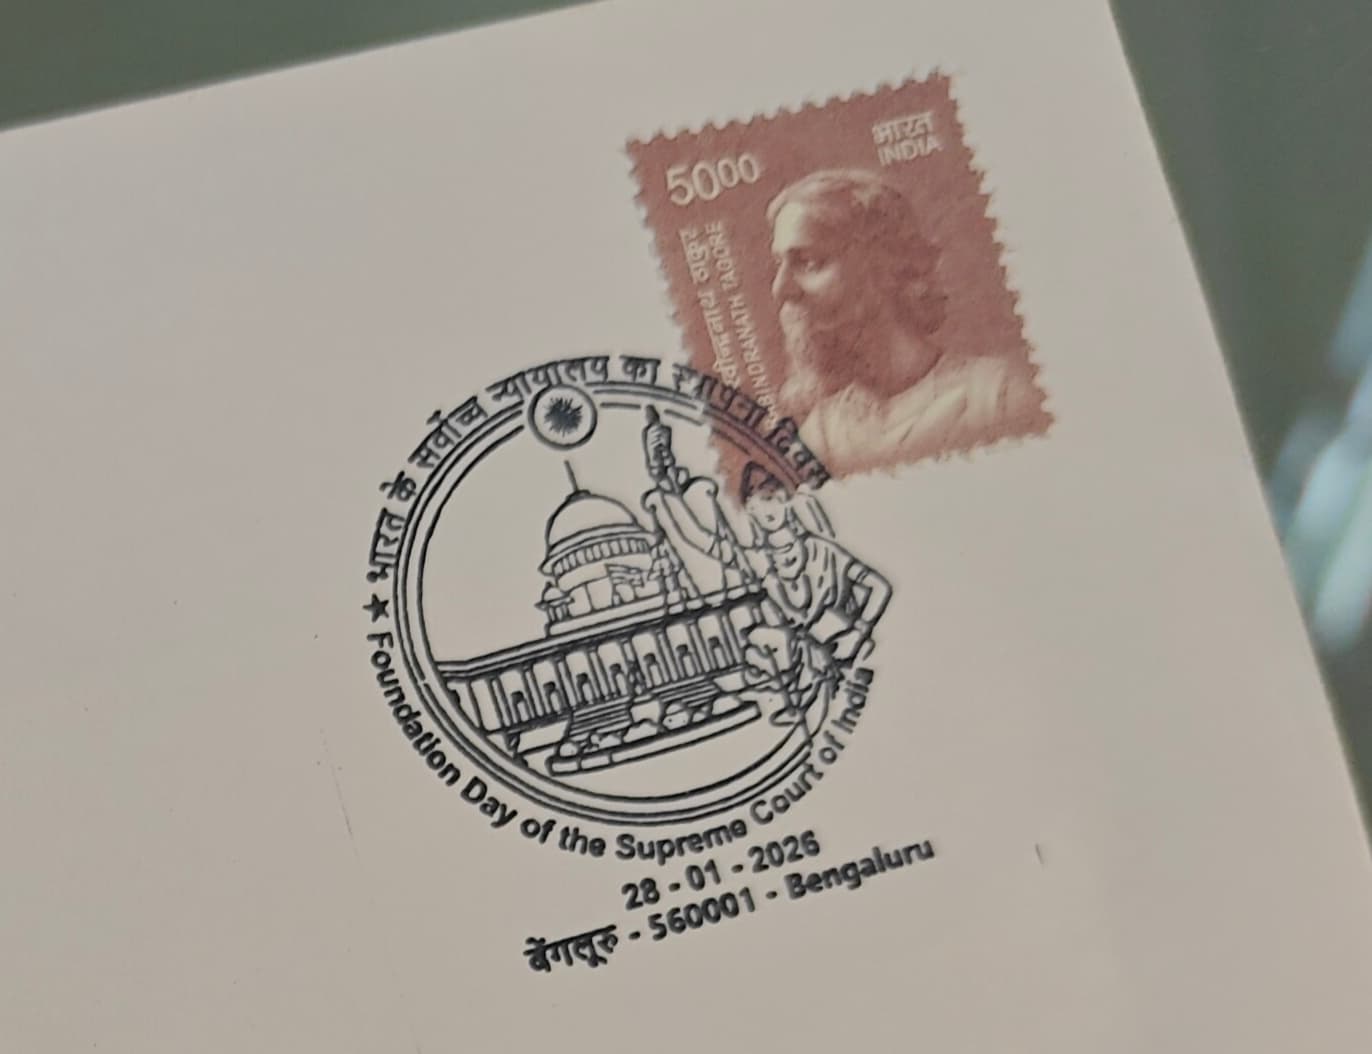 5000
भारत
INDIA
रवीन्द्रनाथ ठाकुर
RABINDRANATH TAGORE
★ भारत के सर्वोच्च न्यायालय का स्थापना दिवस
Foundation Day of the Supreme Court of India
28 - 01 - 2026
बेंगलूरु - 560001 - Bengaluru